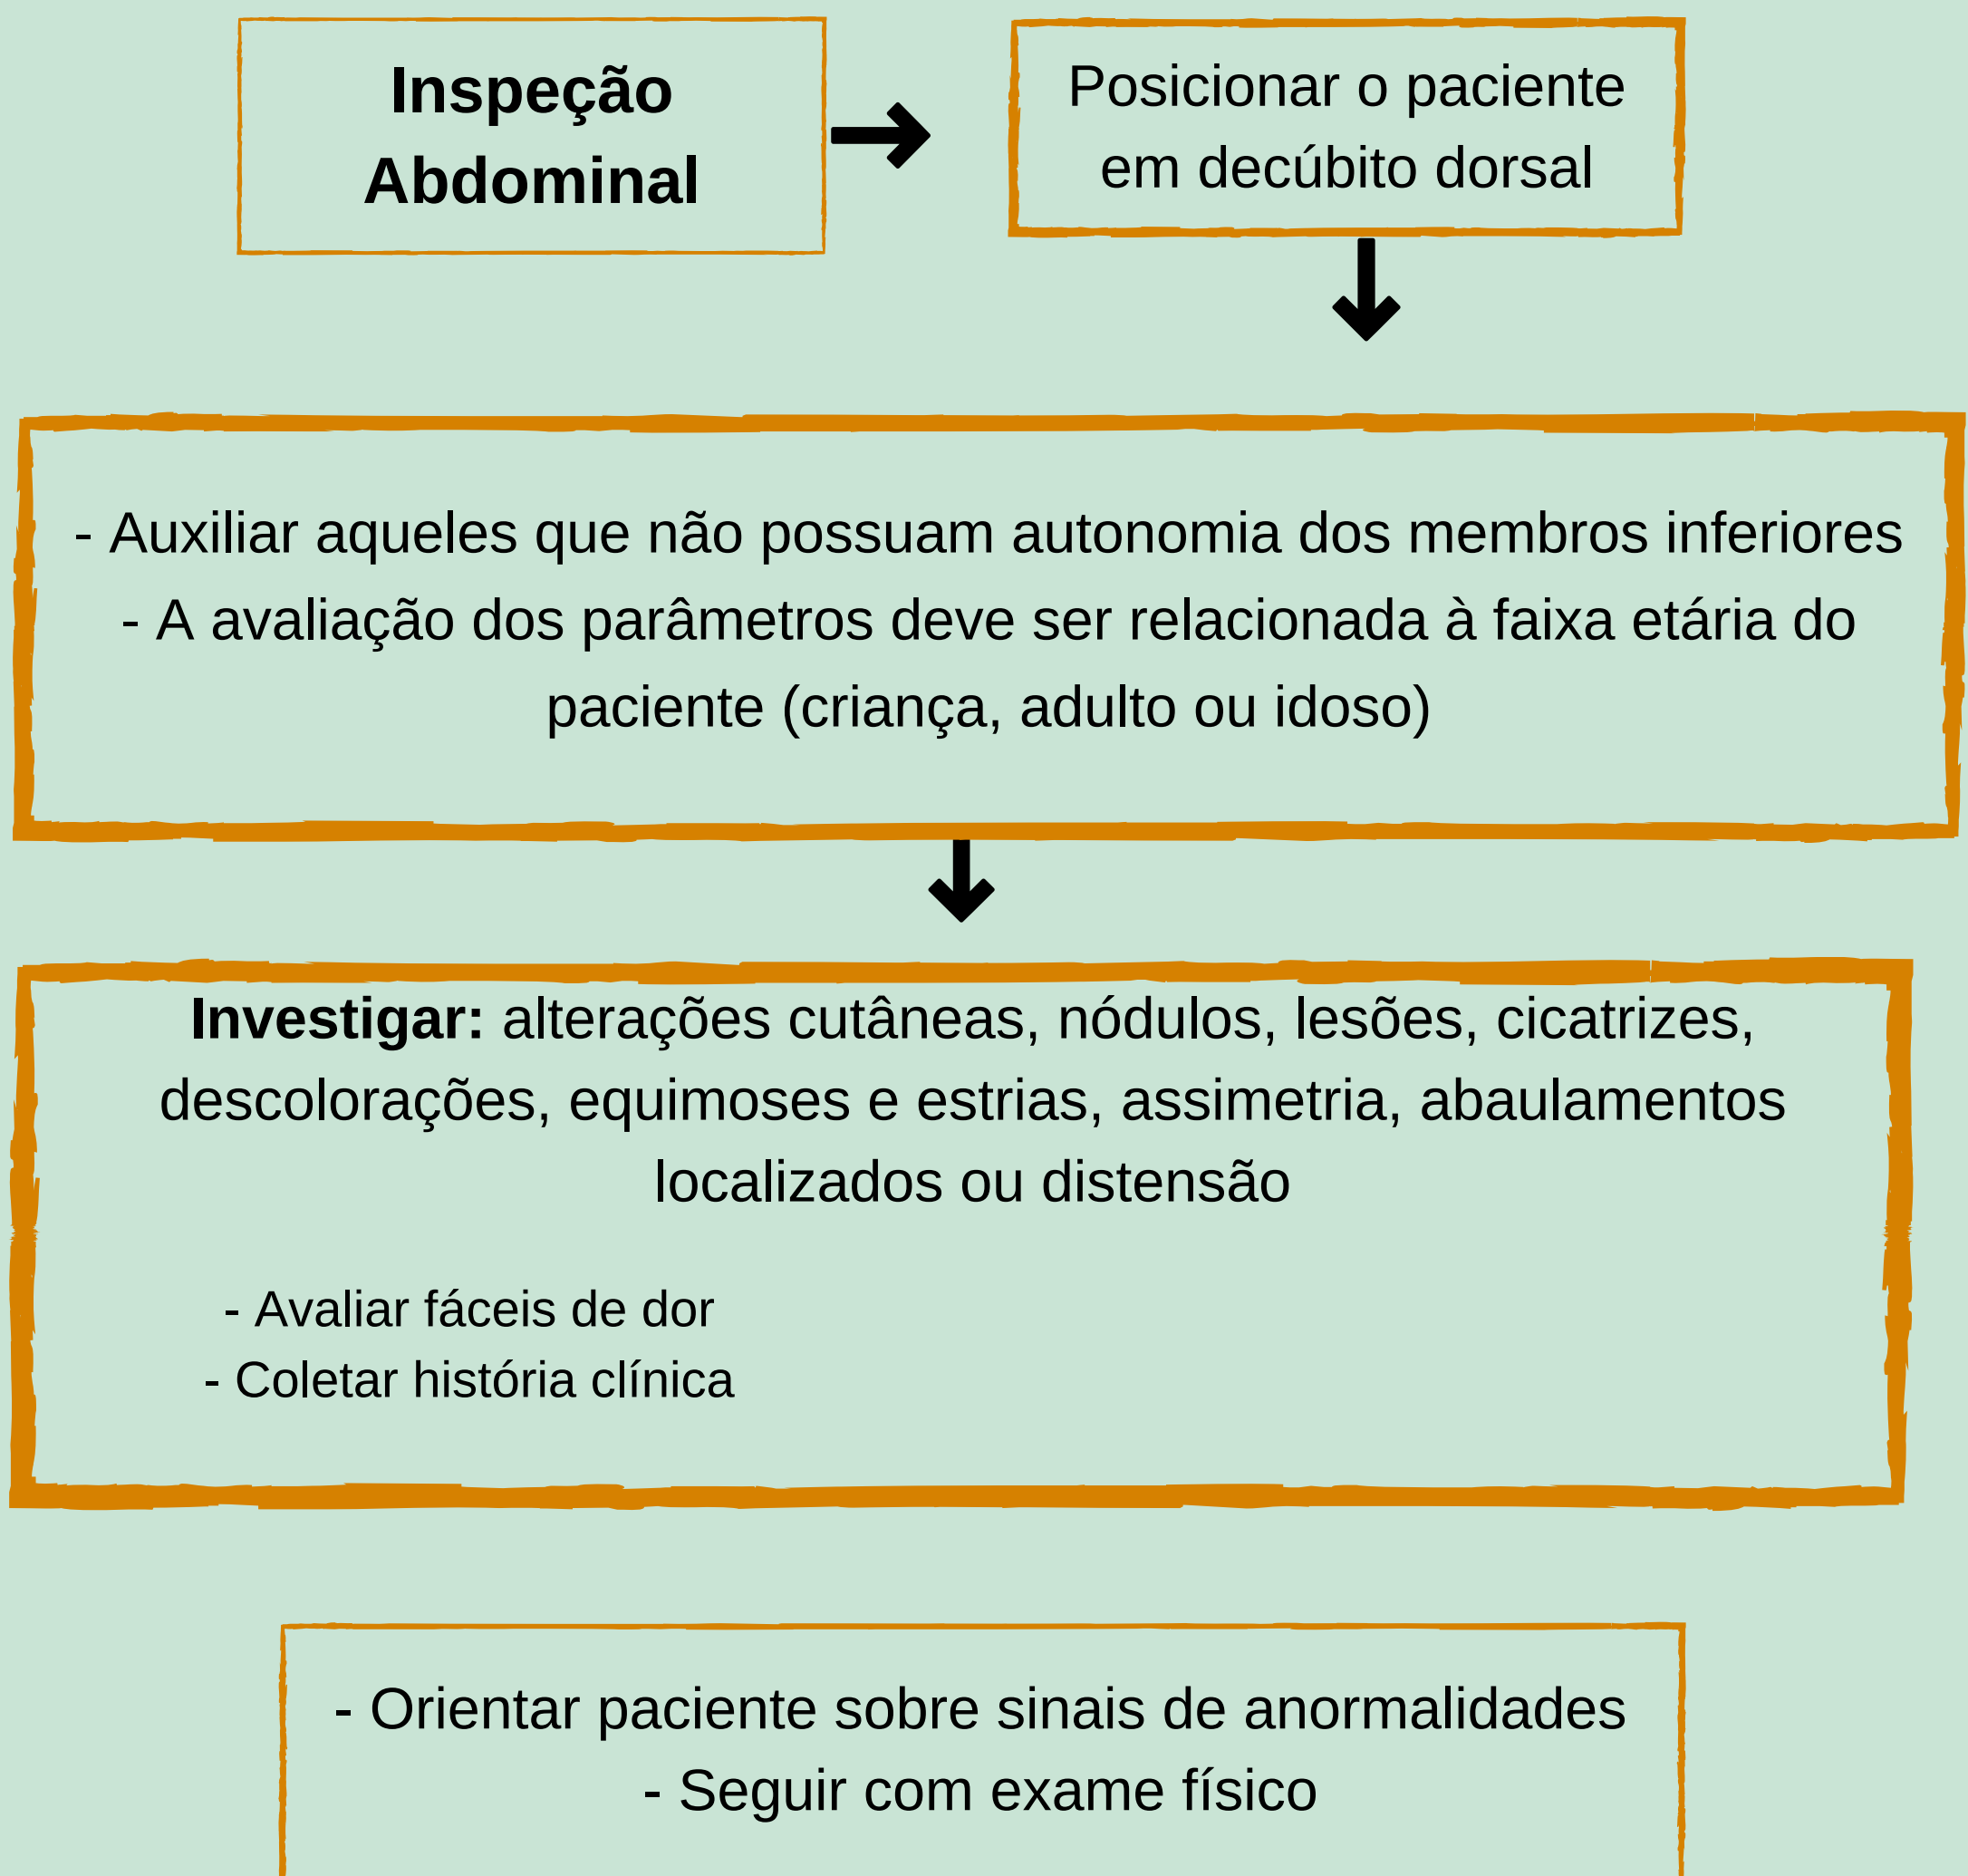 Inspeção
Abdominal
Posicionar o paciente
em decúbito dorsal
- Auxiliar aqueles que não possuam autonomia dos membros inferiores
- A avaliação dos parâmetros deve ser relacionada à faixa etária do
paciente (criança, adulto ou idoso)
Investigar: alterações cutâneas, nódulos, lesões, cicatrizes,
descolorações, equimoses e estrias, assimetria, abaulamentos
localizados ou distensão
- Avaliar fáceis de dor
- Coletar história clínica
- Orientar paciente sobre sinais de anormalidades
- Seguir com exame físico